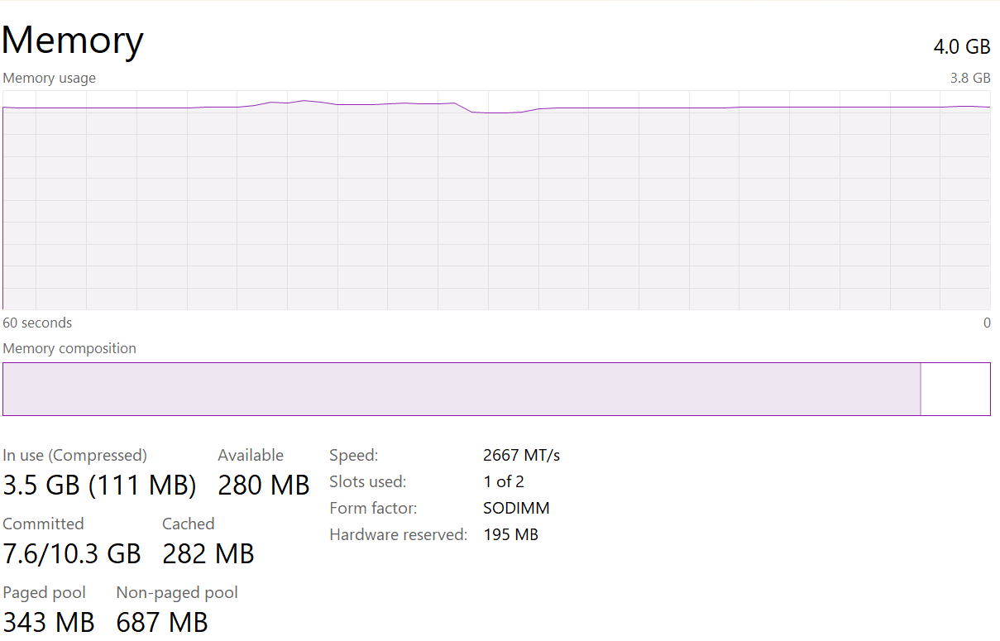 Memory 4.0 GB
Memory usage 3.8 GB
60 seconds 0
Memory composition
In use (Compressed) Available
3.5 GB (111 MB) 280 MB
Committed Cached
7.6/10.3 GB 282 MB
Paged pool Non-paged pool
343 MB 687 MB
Speed: 2667 MT/s
Slots used: 1 of 2
Form factor: SODIMM
Hardware reserved: 195 MB